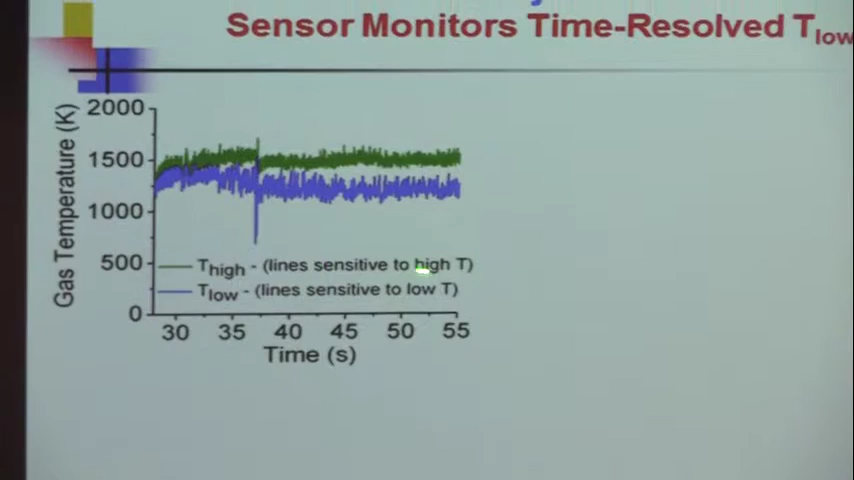 Sensor Monitors Time-Resolved Tlow
2000
1500
1000
500
0
Gas Temperature (K)
Thigh - (lines sensitive to high T)
Tlow - (lines sensitive to low T)
30 35 40 45 50 55
Time (s)